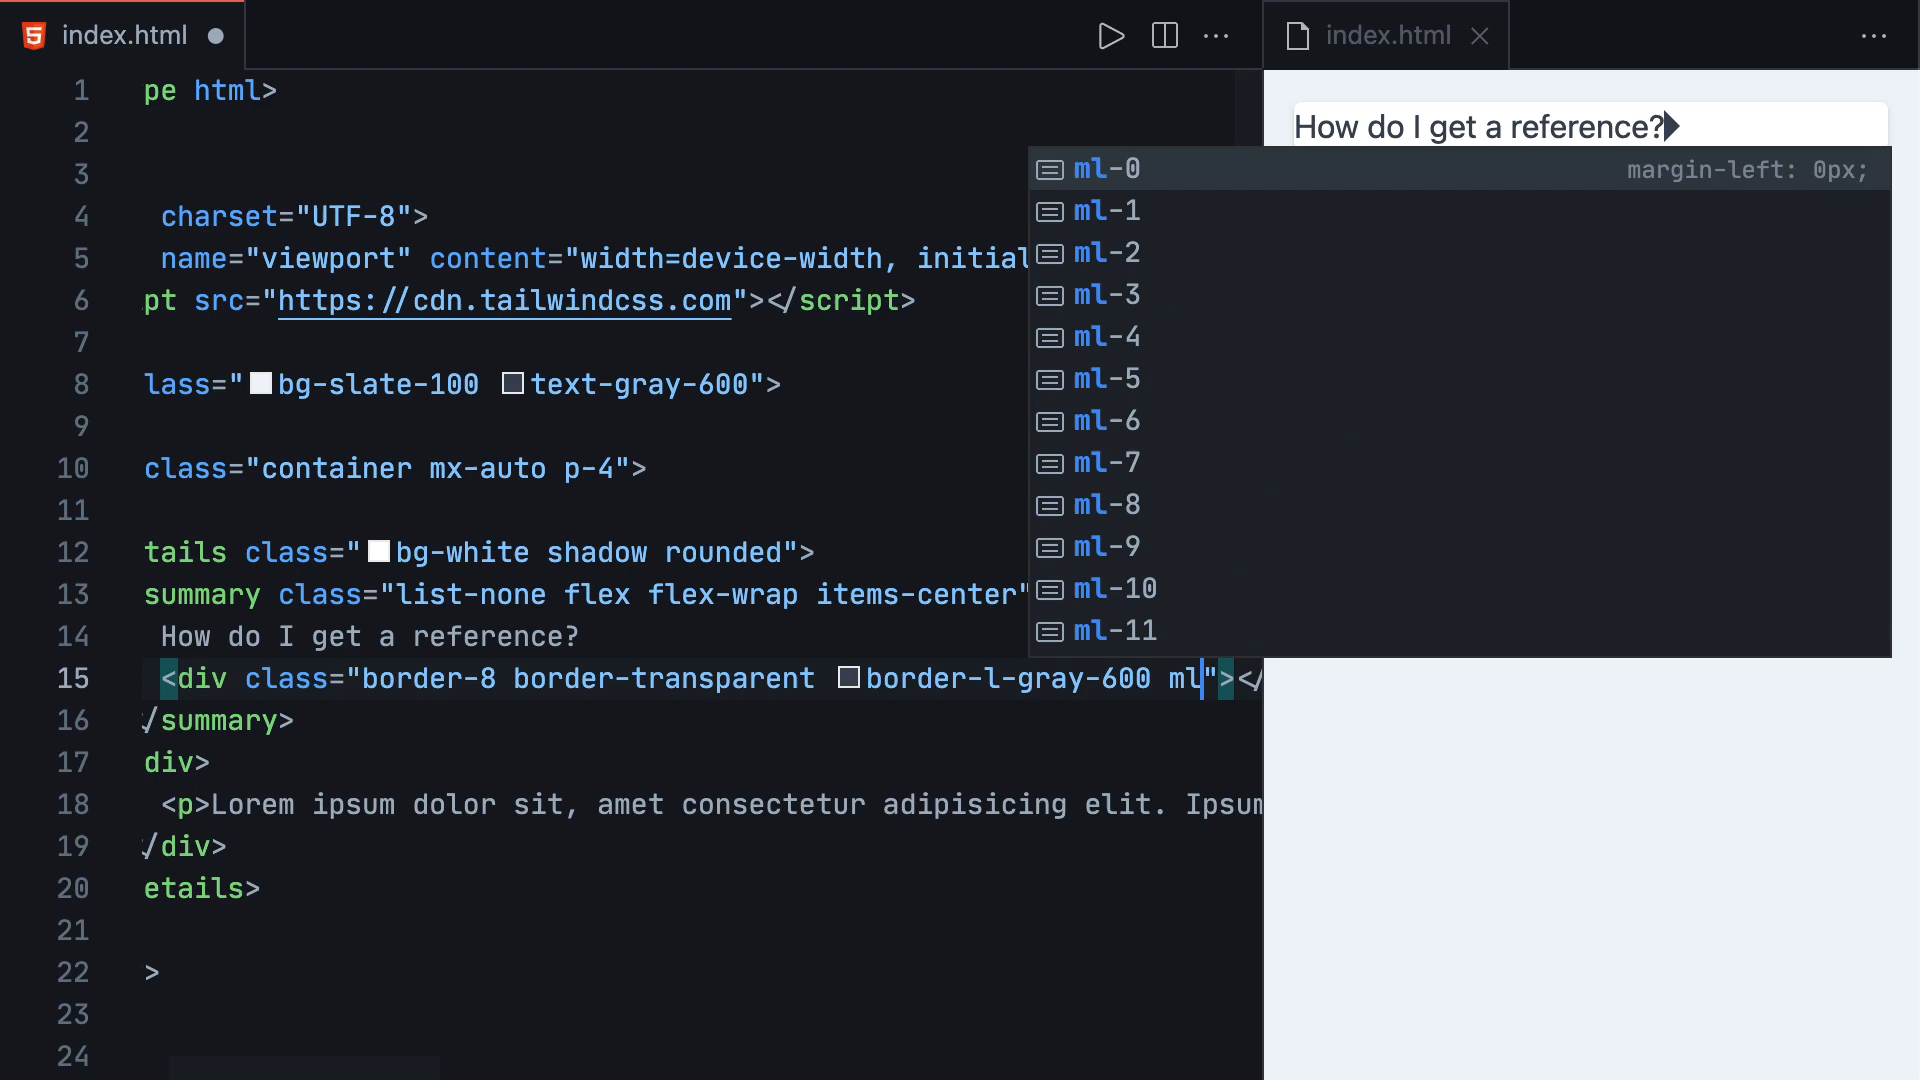 index.html
index.html
1 pe html>
2
3
4 charset="UTF-8">
5 name="viewport" content="width=device-width, initial
6 pt src="https://cdn.tailwindcss.com"></script>
7
8 lass="bg-slate-100 text-gray-600">
9
10 class="container mx-auto p-4">
11
12 tails class="bg-white shadow rounded">
13 summary class="list-none flex flex-wrap items-center"
14 How do I get a reference?
15 <div class="border-8 border-transparent border-l-gray-600 ml"></
16 /summary>
17 div>
18 <p>Lorem ipsum dolor sit, amet consectetur adipisicing elit. Ipsum
19 /div>
20 etails>
21
22 >
23
24
How do I get a reference?
ml-0 margin-left: 0px;
ml-1
ml-2
ml-3
ml-4
ml-5
ml-6
ml-7
ml-8
ml-9
ml-10
ml-11